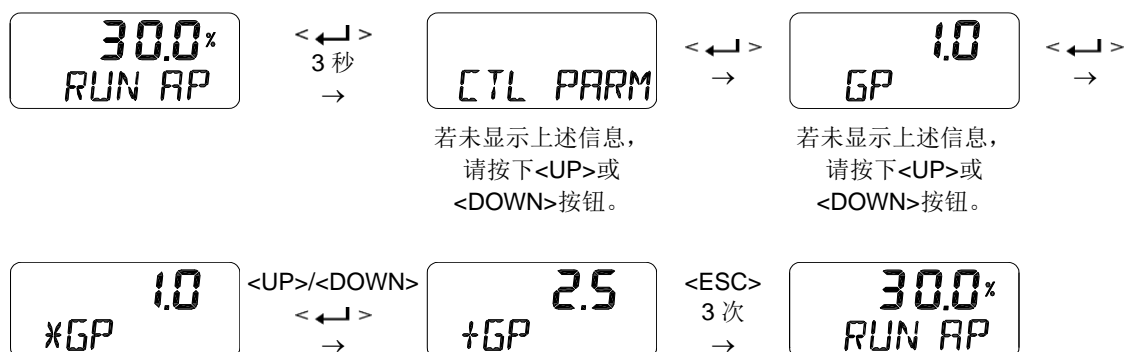 30.0%
RUN AP
<↵>
3 秒
→
CTL PARM
若未显示上述信息，
请按下<UP>或
<DOWN>按钮。
<↵>
→
1.0
GP
若未显示上述信息，
请按下<UP>或
<DOWN>按钮。
<↵>
→
1.0
*GP
<UP>/<DOWN>
<↵>
→
2.5
+GP
<ESC>
3 次
→
30.0%
RUN AP